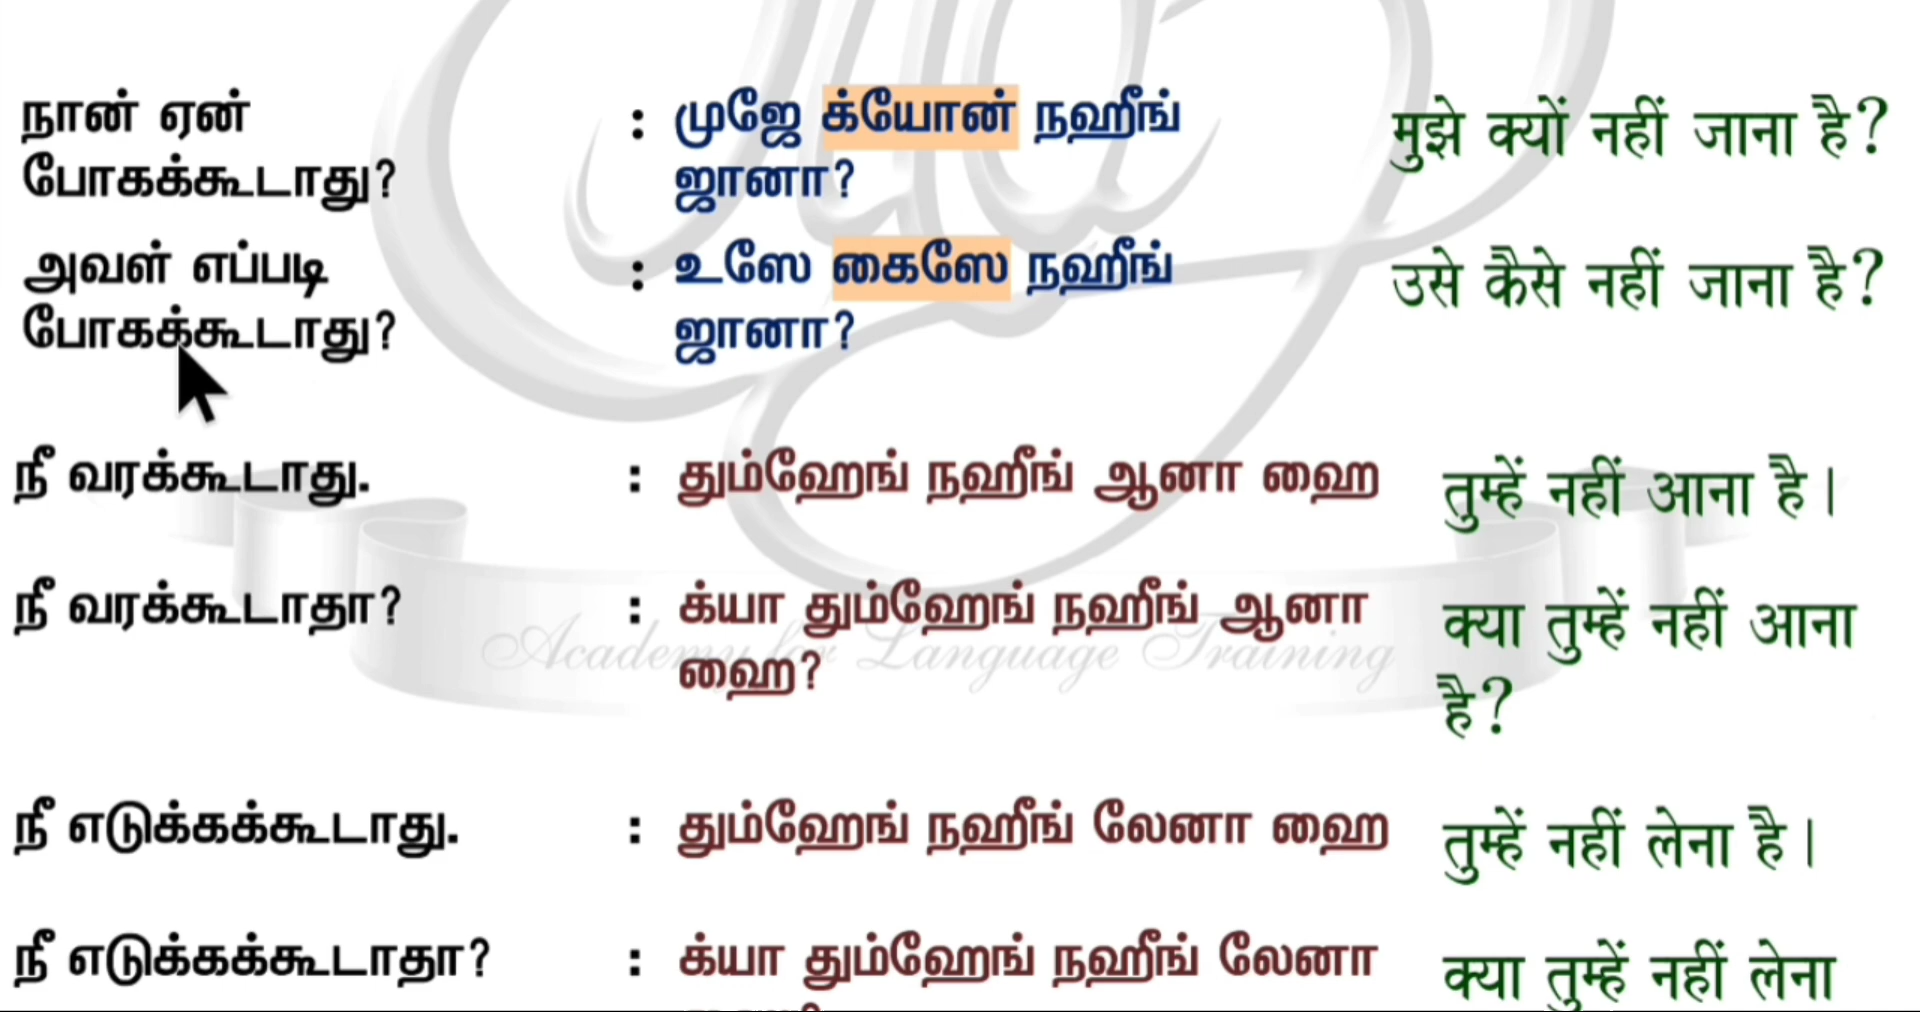 நான் ஏன் : முஜே க்யோன் நஹீங் मुझे क्यों नहीं जाना है?
போகக்கூடாது? ஜானா?
அவள் எப்படி : உஸே கைஸே நஹீங் उसे कैसे नहीं जाना है?
போகக்கூடாது? ஜானா?
நீ வரக்கூடாது. : தும்ஹேங் நஹீங் ஆனா ஹை तुम्हें नहीं आना है।
நீ வரக்கூடாதா? : க்யா தும்ஹேங் நஹீங் ஆனா क्या तुम्हें नहीं आना
ஹை? है?
Academy for Language Training
நீ எடுக்கக்கூடாது. : தும்ஹேங் நஹீங் லேனா ஹை तुम्हें नहीं लेना है।
நீ எடுக்கக்கூடாதா? : க்யா தும்ஹேங் நஹீங் லேனா क्या तुम्हें नहीं लेना